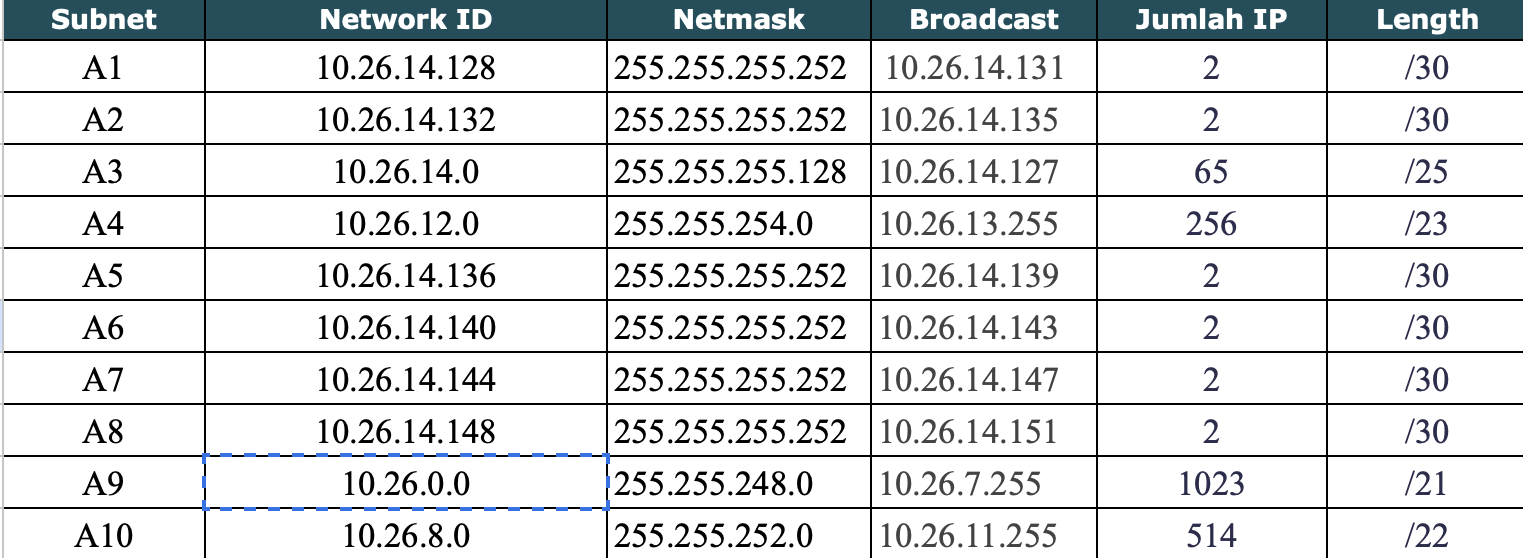 Subnet Network ID Netmask Broadcast Jumlah IP Length
A1 10.26.14.128 255.255.255.252 10.26.14.131 2 /30
A2 10.26.14.132 255.255.255.252 10.26.14.135 2 /30
A3 10.26.14.0 255.255.255.128 10.26.14.127 65 /25
A4 10.26.12.0 255.255.254.0 10.26.13.255 256 /23
A5 10.26.14.136 255.255.255.252 10.26.14.139 2 /30
A6 10.26.14.140 255.255.255.252 10.26.14.143 2 /30
A7 10.26.14.144 255.255.255.252 10.26.14.147 2 /30
A8 10.26.14.148 255.255.255.252 10.26.14.151 2 /30
A9 10.26.0.0 255.255.248.0 10.26.7.255 1023 /21
A10 10.26.8.0 255.255.252.0 10.26.11.255 514 /22